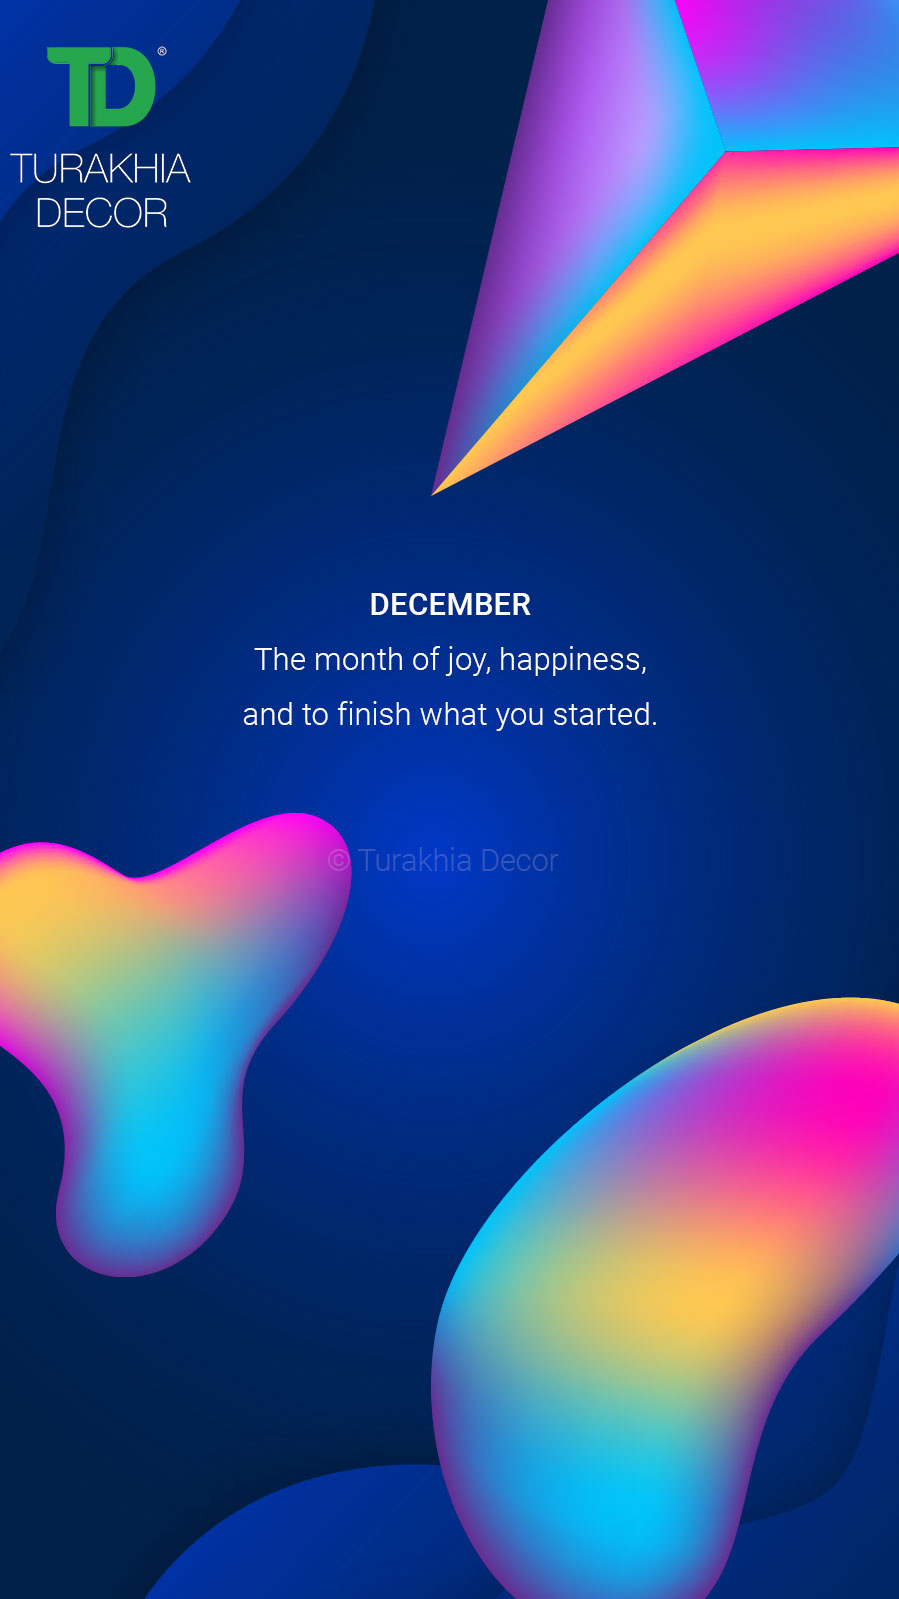 TD®
TURAKHIA
DECOR
DECEMBER
The month of joy, happiness,
and to finish what you started.
© Turakhia Decor